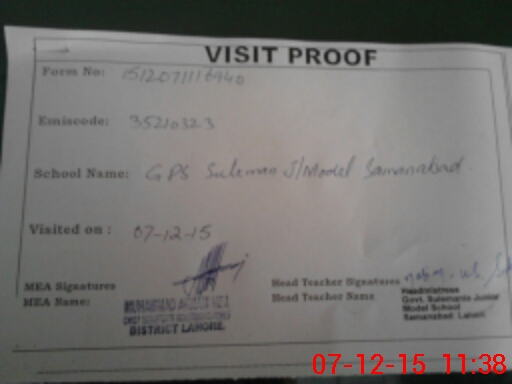 VISIT PROOF
Form No: 1512071116940
Emiscode: 35210323
School Name: GPS Suleman J/Model Samanabad
Visited on : 07-12-15
MEA Signatures
MEA Name:
DISTRICT LAHORE.
Head Teacher Signatures
Head Teacher Name
Headmistress
Govt. Sulemania Junior
Model School
Samanabad Lahore
07-12-15 11:38